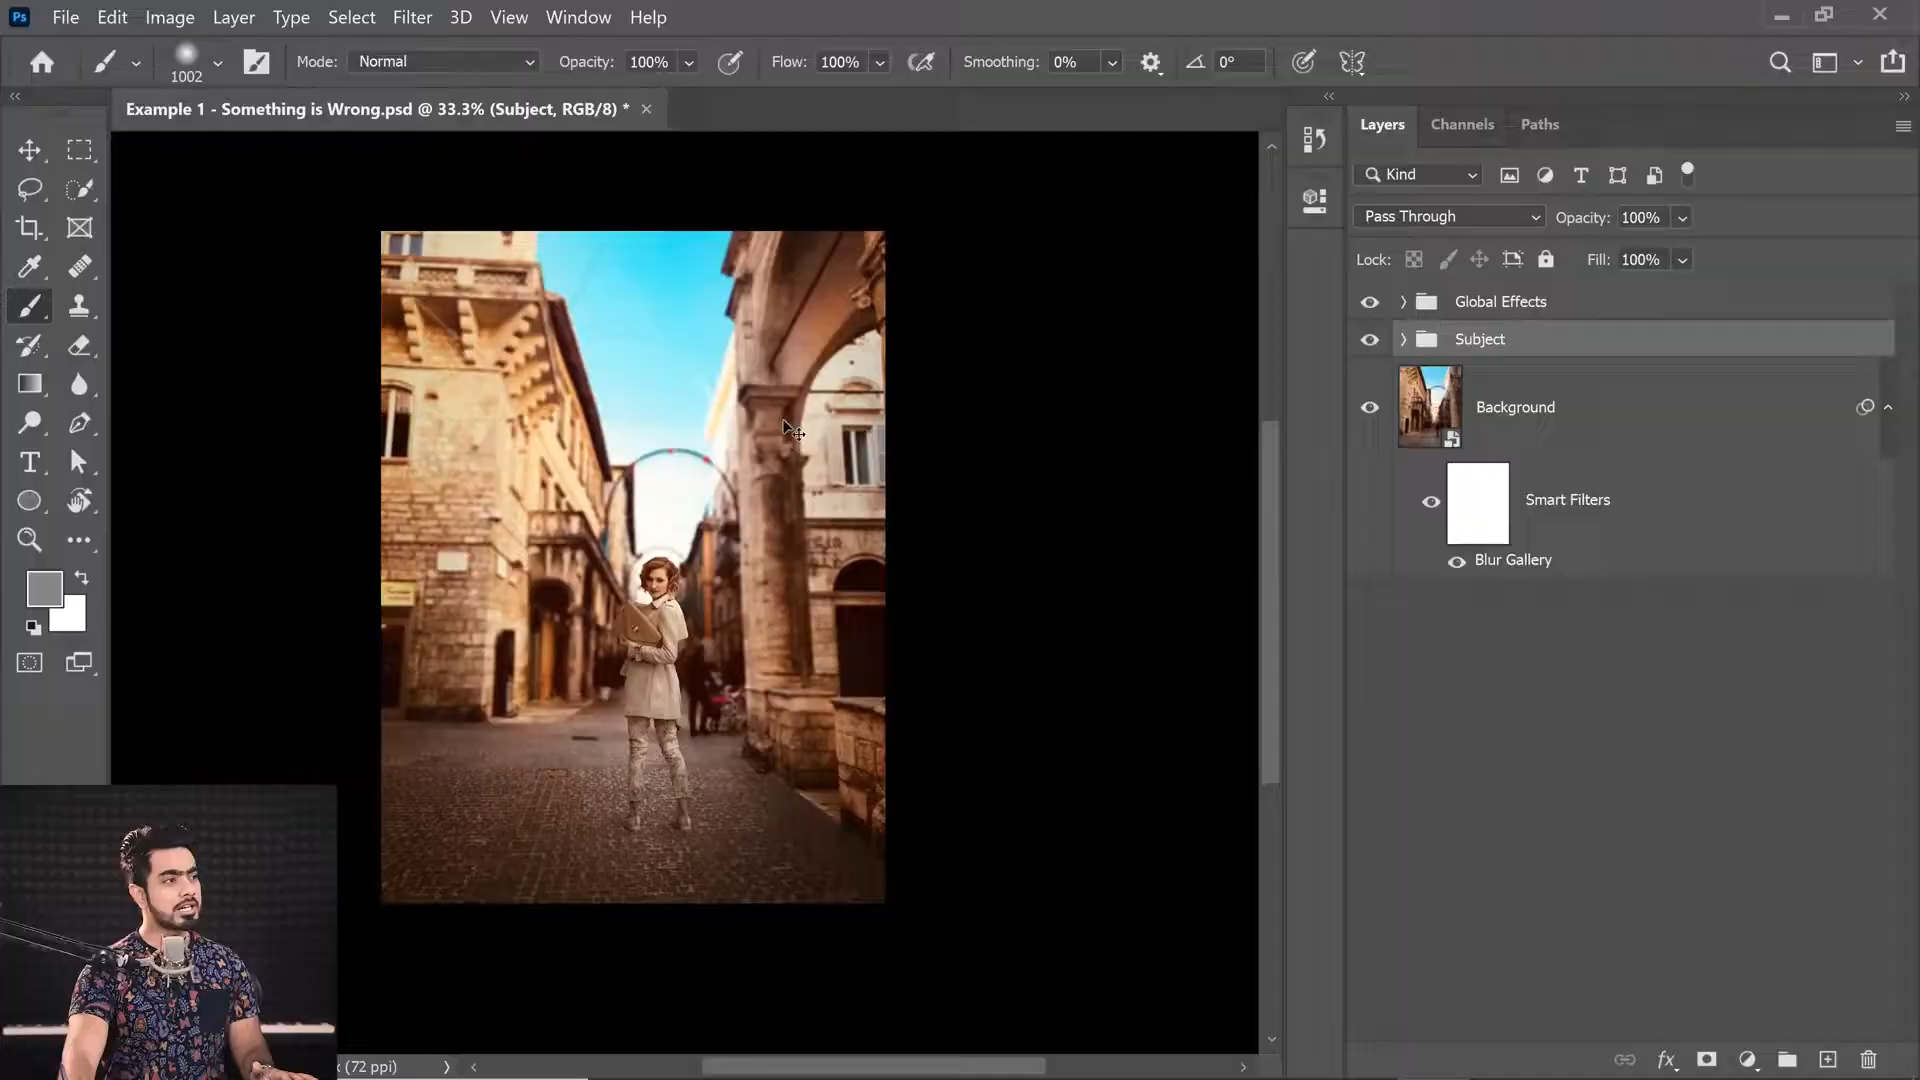 Ps File Edit Image Layer Type Select Filter 3D View Window Help
1002 Mode: Normal Opacity: 100% Flow: 100% Smoothing: 0% 0°
Example 1 - Something is Wrong.psd @ 33.3% (Subject, RGB/8) * ×
Layers Channels Paths
Kind
Pass Through Opacity: 100%
Lock: Fill: 100%
Global Effects
Subject
Background
Smart Filters
Blur Gallery
(72 ppi)
fx